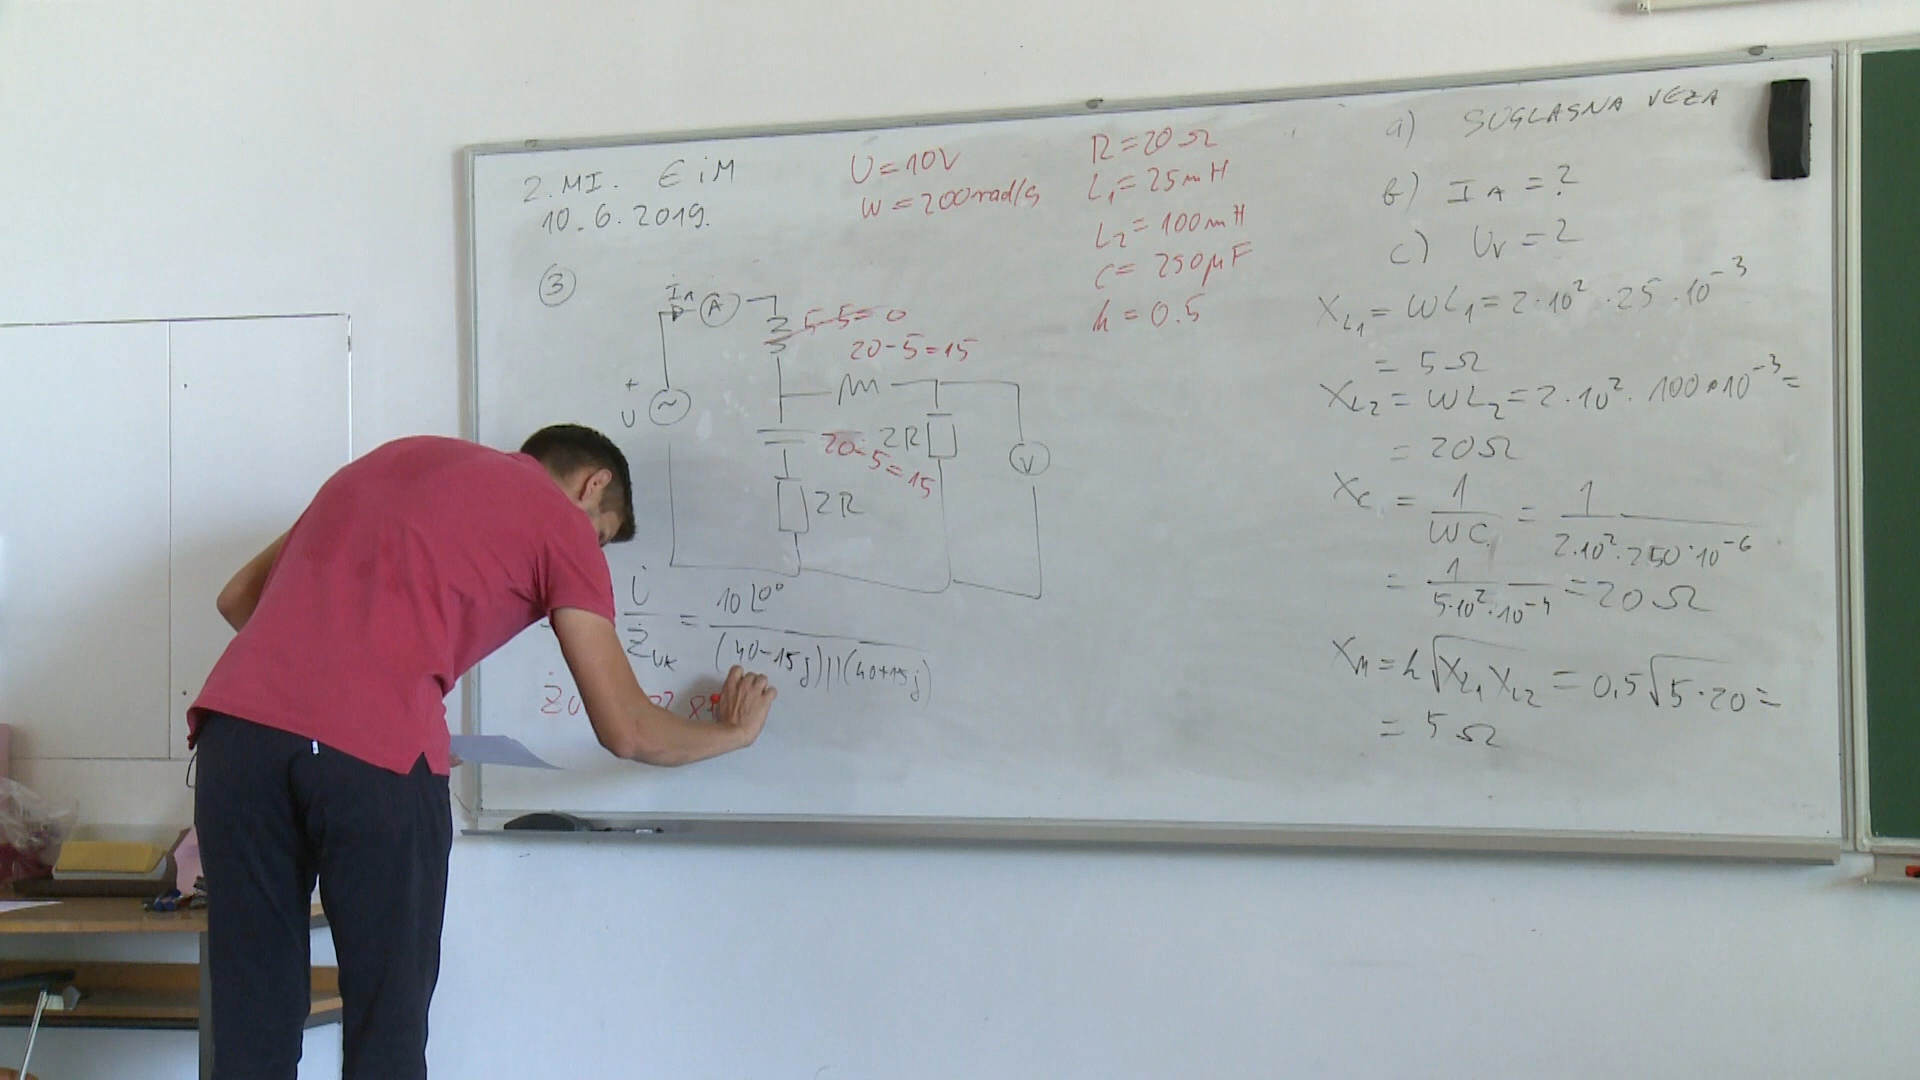 2. MI. EiM
10.6.2019.
U = 10V
W = 200 rad/s
R = 20 Ω
L1 = 25 mH
L2 = 100 mH
C = 250 μF
k = 0.5
a) SUGLASNA VEZA
b) IA = ?
c) UV = ?
3
IA
A
5-5=0
20-5=15
+
U
~
20-5=15
2R
V
2R
XL1 = WL1 = 2·10² · 25 · 10⁻³
= 5 Ω
XL2 = WL2 = 2·10² · 100·10⁻³ =
= 20 Ω
XC = 1/WC = 1/2·10²·250·10⁻⁶
= 1/5·10²·10⁻⁴ = 20 Ω
XM = k√XL1 XL2 = 0,5√5·20 =
= 5 Ω
U̇/ŻUK = 10∠0°/(40-15j)||(40+15j)